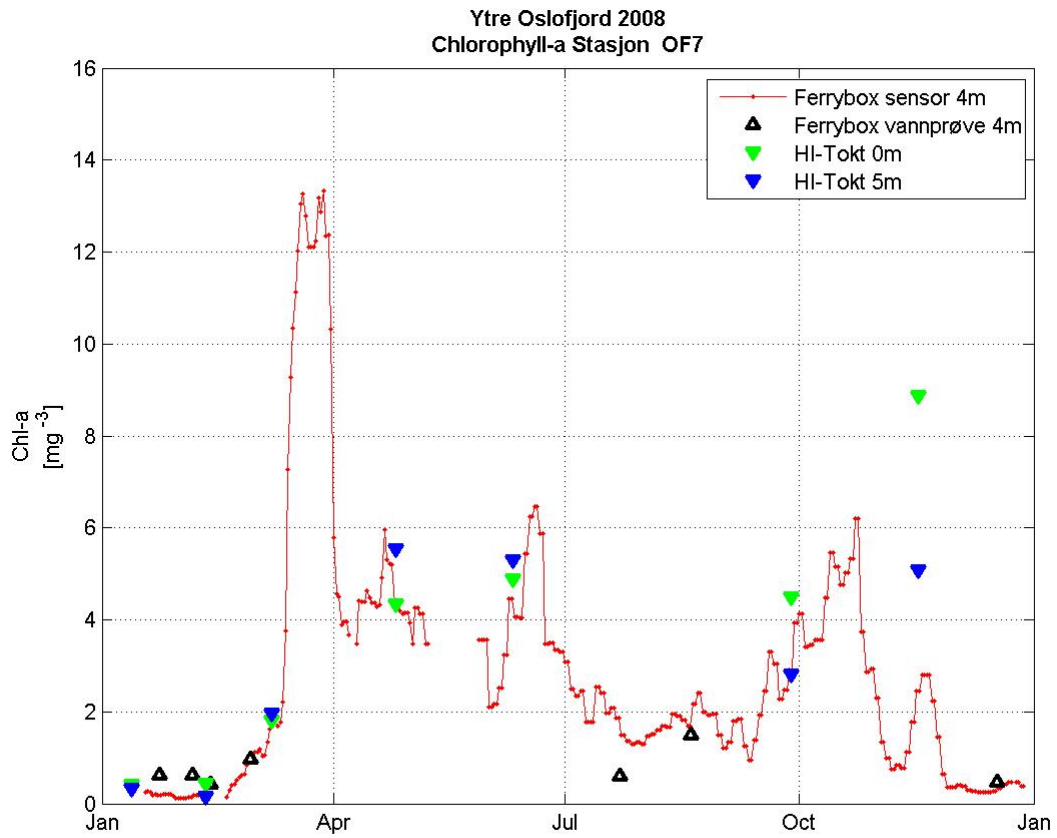 Ytre Oslofjord 2008
Chlorophyll-a Stasjon OF7
Ferrybox sensor 4m
Ferrybox vannprøve 4m
HI-Tokt 0m
HI-Tokt 5m
Chl-a
[mg⁻³]
16
14
12
10
8
6
4
2
0
Jan
Apr
Jul
Oct
Jan